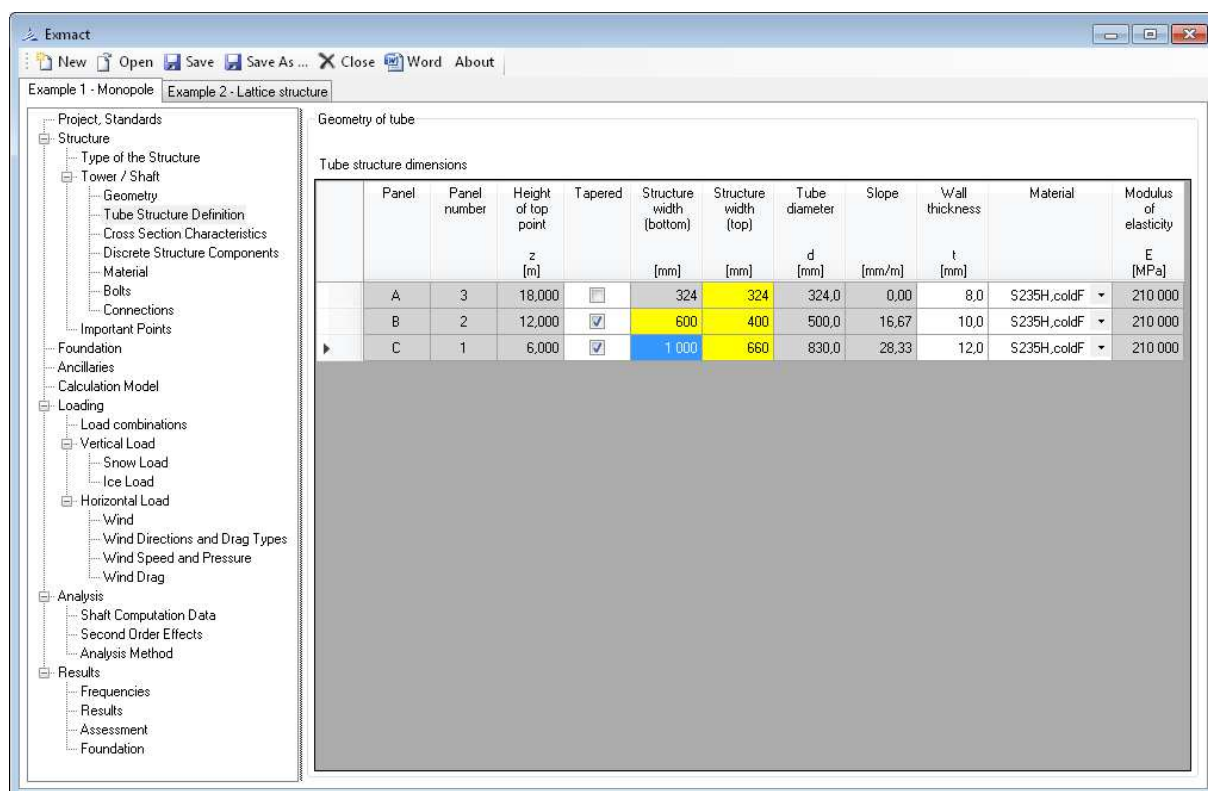 Exmact
New Open Save Save As ... Close Word About
Example 1 - Monopole Example 2 - Lattice structure
Project, Standards
Structure
Type of the Structure
Tower / Shaft
Geometry
Tube Structure Definition
Cross Section Characteristics
Discrete Structure Components
Material
Bolts
Connections
Important Points
Foundation
Ancillaries
Calculation Model
Loading
Load combinations
Vertical Load
Snow Load
Ice Load
Horizontal Load
Wind
Wind Directions and Drag Types
Wind Speed and Pressure
Wind Drag
Analysis
Shaft Computation Data
Second Order Effects
Analysis Method
Results
Frequencies
Results
Assessment
Foundation
Geometry of tube
Tube structure dimensions
Panel Panel Height Tapered Structure Structure Tube Slope Wall Material Modulus
number of top width width diameter thickness of
point (bottom) (top) elasticity
z d t E
[m] [mm] [mm] [mm] [mm/m] [mm] [MPa]
A 3 18,000 324 324 324,0 0,00 8,0 S235H,coldF 210 000
B 2 12,000 600 400 500,0 16,67 10,0 S235H,coldF 210 000
C 1 6,000 1 000 660 830,0 28,33 12,0 S235H,coldF 210 000